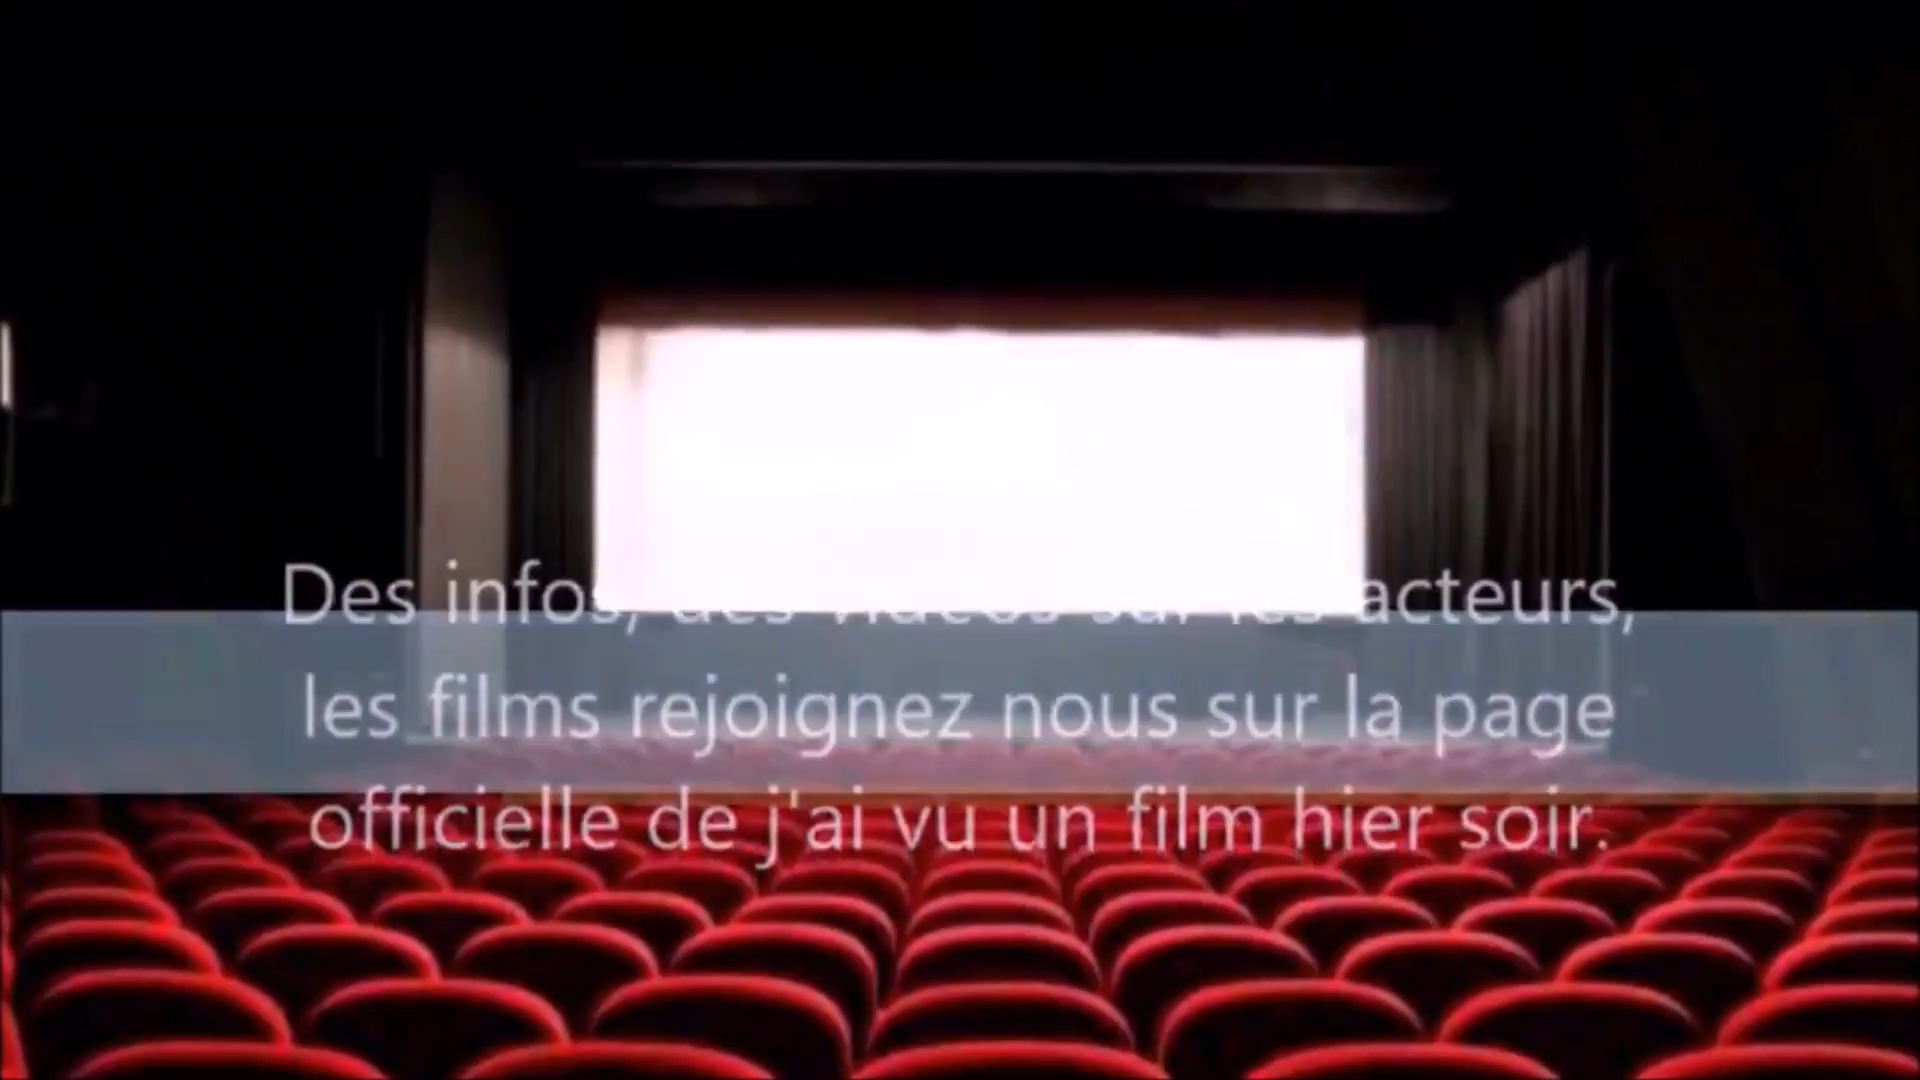 Des infos, des vidéos sur les acteurs,
les films rejoignez nous sur la page
officielle de j'ai vu un film hier soir.